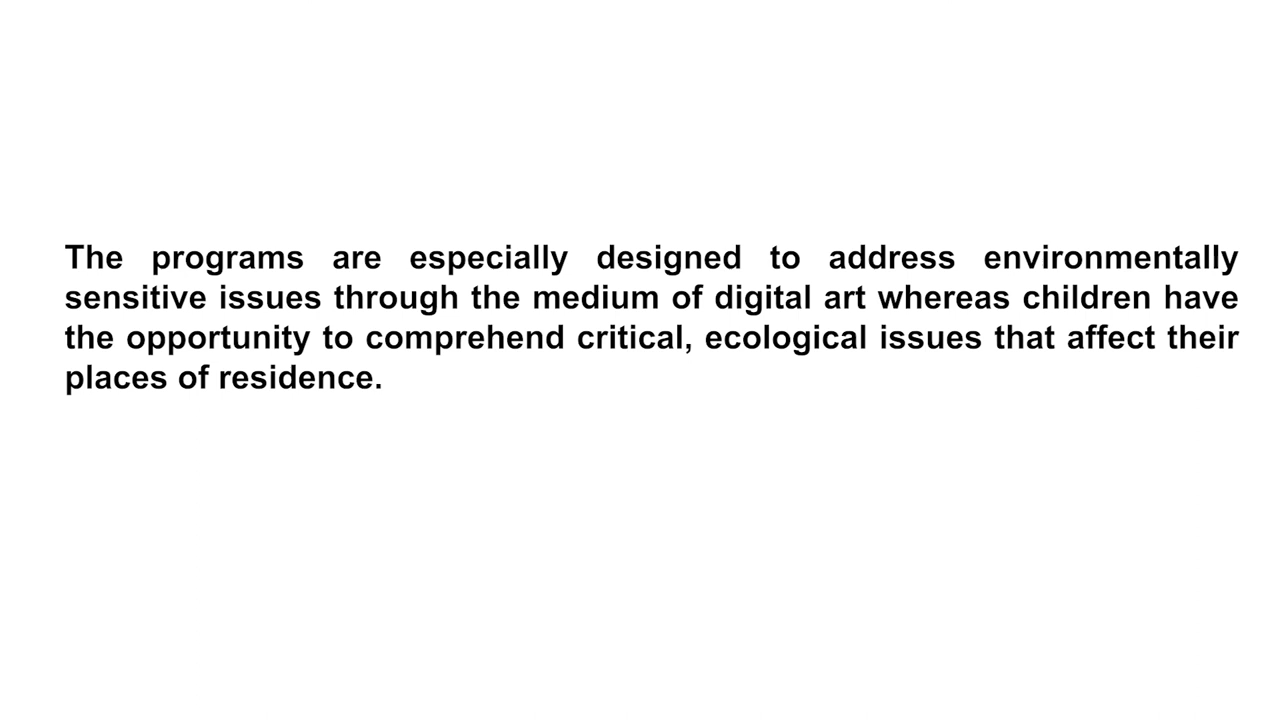 The programs are especially designed to address environmentally
sensitive issues through the medium of digital art whereas children have
the opportunity to comprehend critical, ecological issues that affect their
places of residence.